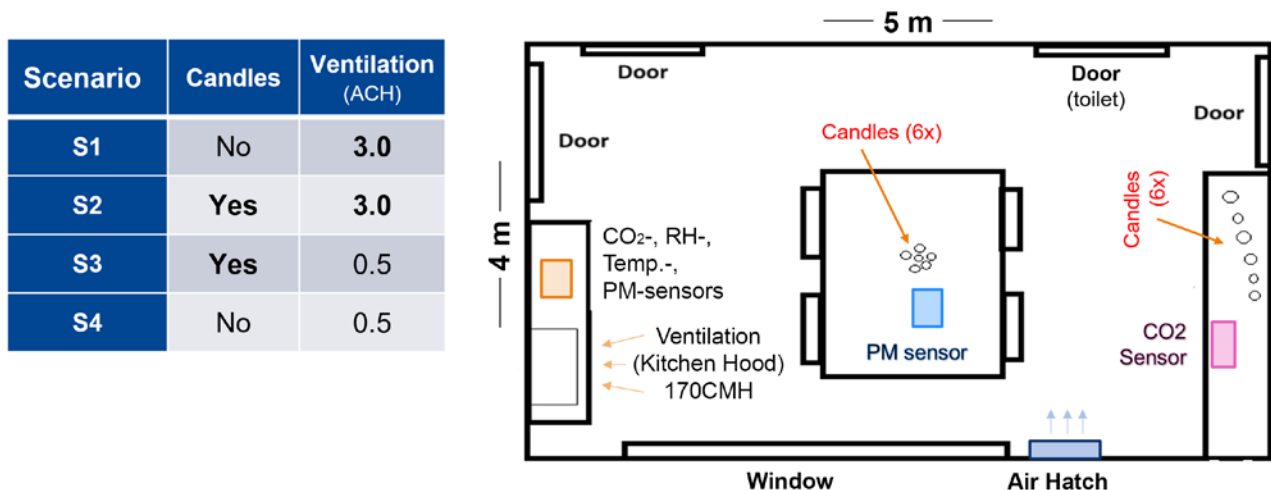 Scenario Candles Ventilation (ACH)
S1 No 3.0
S2 Yes 3.0
S3 Yes 0.5
S4 No 0.5
5 m
Door
Door
(toilet)
Door
Door
Candles (6x)
Candles
(6x)
4 m
CO₂-, RH-,
Temp.-,
PM-sensors
Ventilation
(Kitchen Hood)
170CMH
PM sensor
CO2
Sensor
Window
Air Hatch